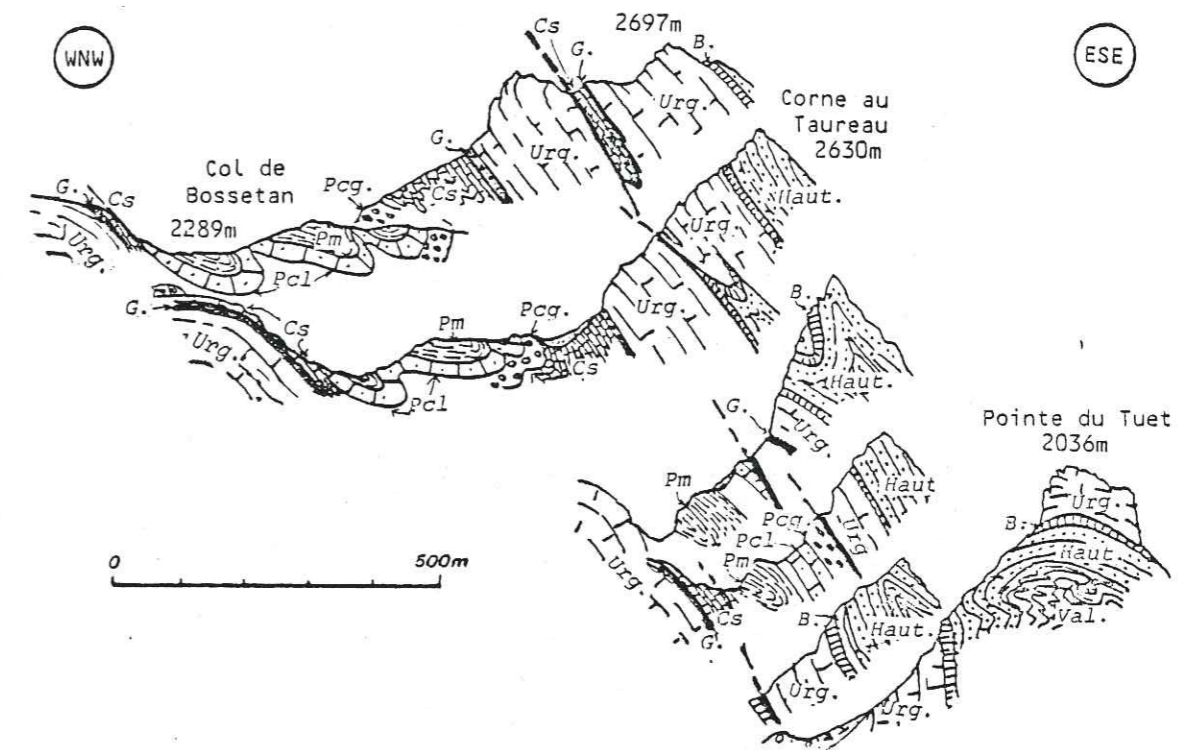 WNW
Cs
2697m
G.
B.
ESE
Urg.
Corne au
Taureau
2630m
G.
Urg.
Col de
Bossetan
2289m
Pcg.
Cs
G.
Cs
Haut.
Urg.
Pm
Urg.
Pcl
G.
Cs
Pm
Pcg.
Urg.
B.
Urg.
Cs
Pcl
Haut.
G.
Urg.
Pointe du Tuet
2036m
Pm
Haut
Urg.
Pcg.
Urg
B.
Pcl
Haut.
0
500m
Pm
Urg.
Cs
B.
Haut.
Val.
G.
Urg.
Urg.